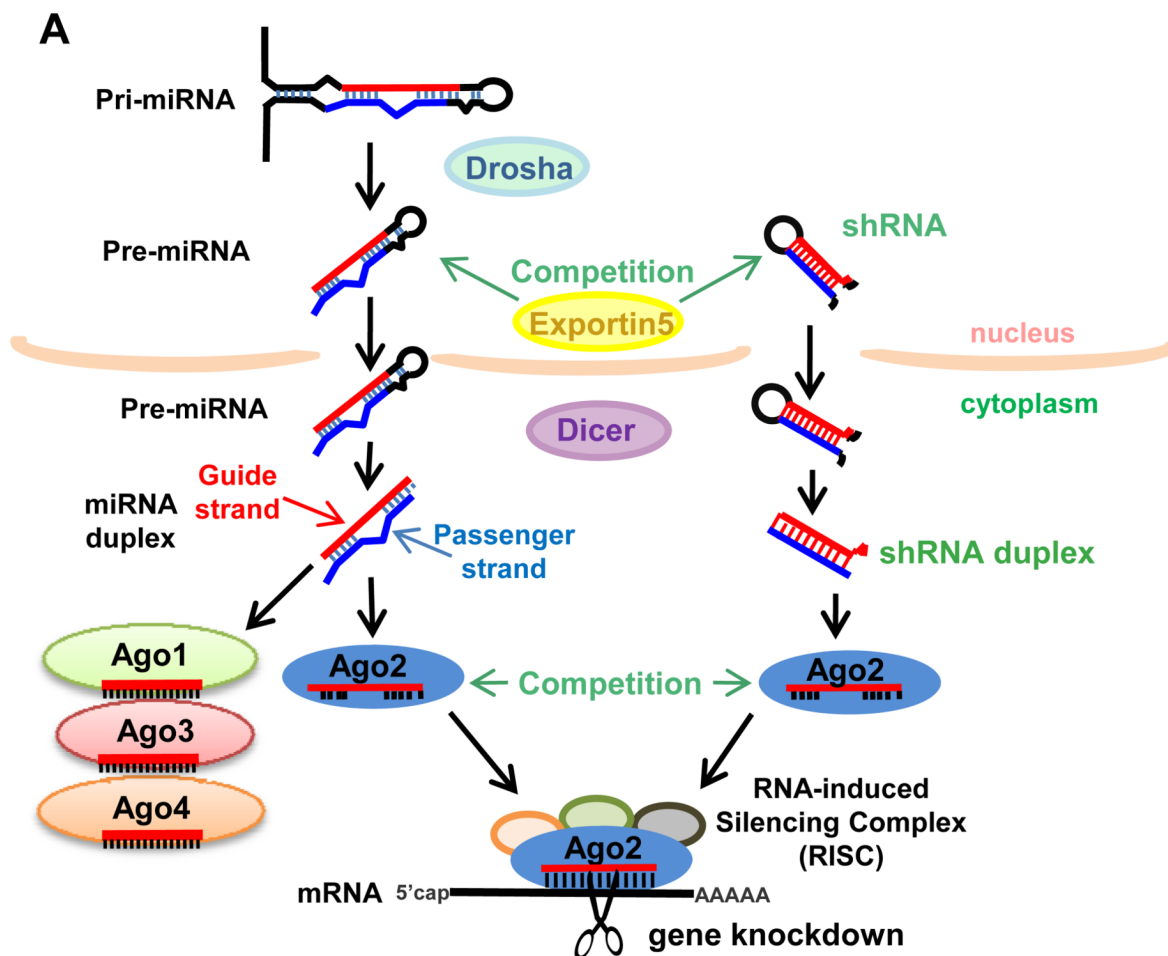 A
Pri-miRNA
Drosha
Pre-miRNA
shRNA
Competition
Exportin5
nucleus
Pre-miRNA
cytoplasm
Dicer
Guide
strand
miRNA
duplex
Passenger
strand
shRNA duplex
Ago1
Ago2
Competition
Ago2
Ago3
Ago4
RNA-induced
Silencing Complex
(RISC)
Ago2
mRNA 5'cap AAAAA
gene knockdown